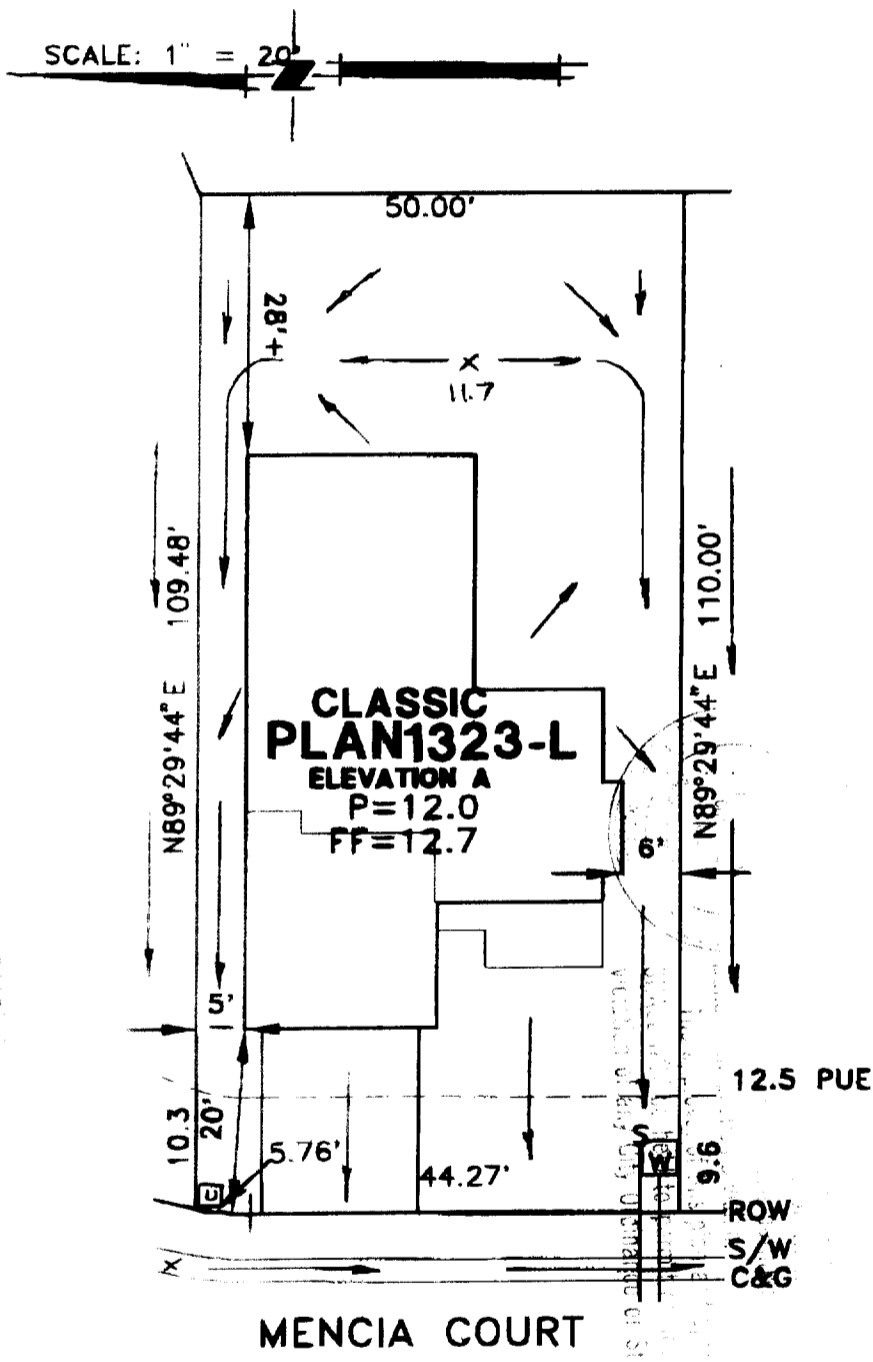 SCALE: 1" = 20'
50.00'
28'+
X
11.7
N89°29'44"E 109.48'
N89°29'44"E 110.00'
CLASSIC
PLAN1323-L
ELEVATION A
P=12.0
FF=12.7
6'
5'
12.5 PUE
10.3
20'
5.76'
44.27'
S
W
9.6
U
ROW
S/W
C&G
X
MENCIA COURT